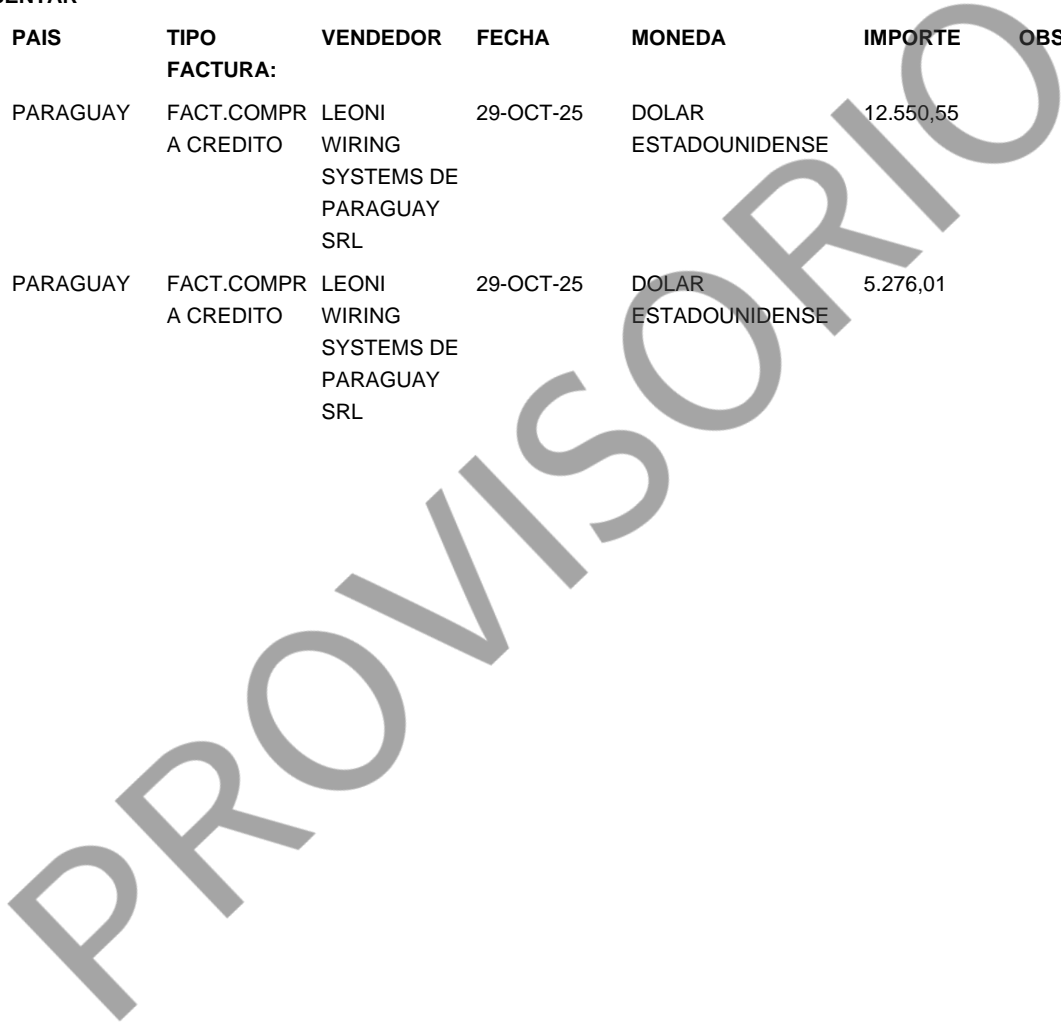 PAIS TIPO VENDEDOR FECHA MONEDA IMPORTE OBS
FACTURA:
PARAGUAY FACT.COMPR LEONI 29-OCT-25 DOLAR 12.550,55
A CREDITO WIRING ESTADOUNIDENSE
SYSTEMS DE
PARAGUAY
SRL
PARAGUAY FACT.COMPR LEONI 29-OCT-25 DOLAR 5.276,01
A CREDITO WIRING ESTADOUNIDENSE
SYSTEMS DE
PARAGUAY
SRL
PROVISORIO